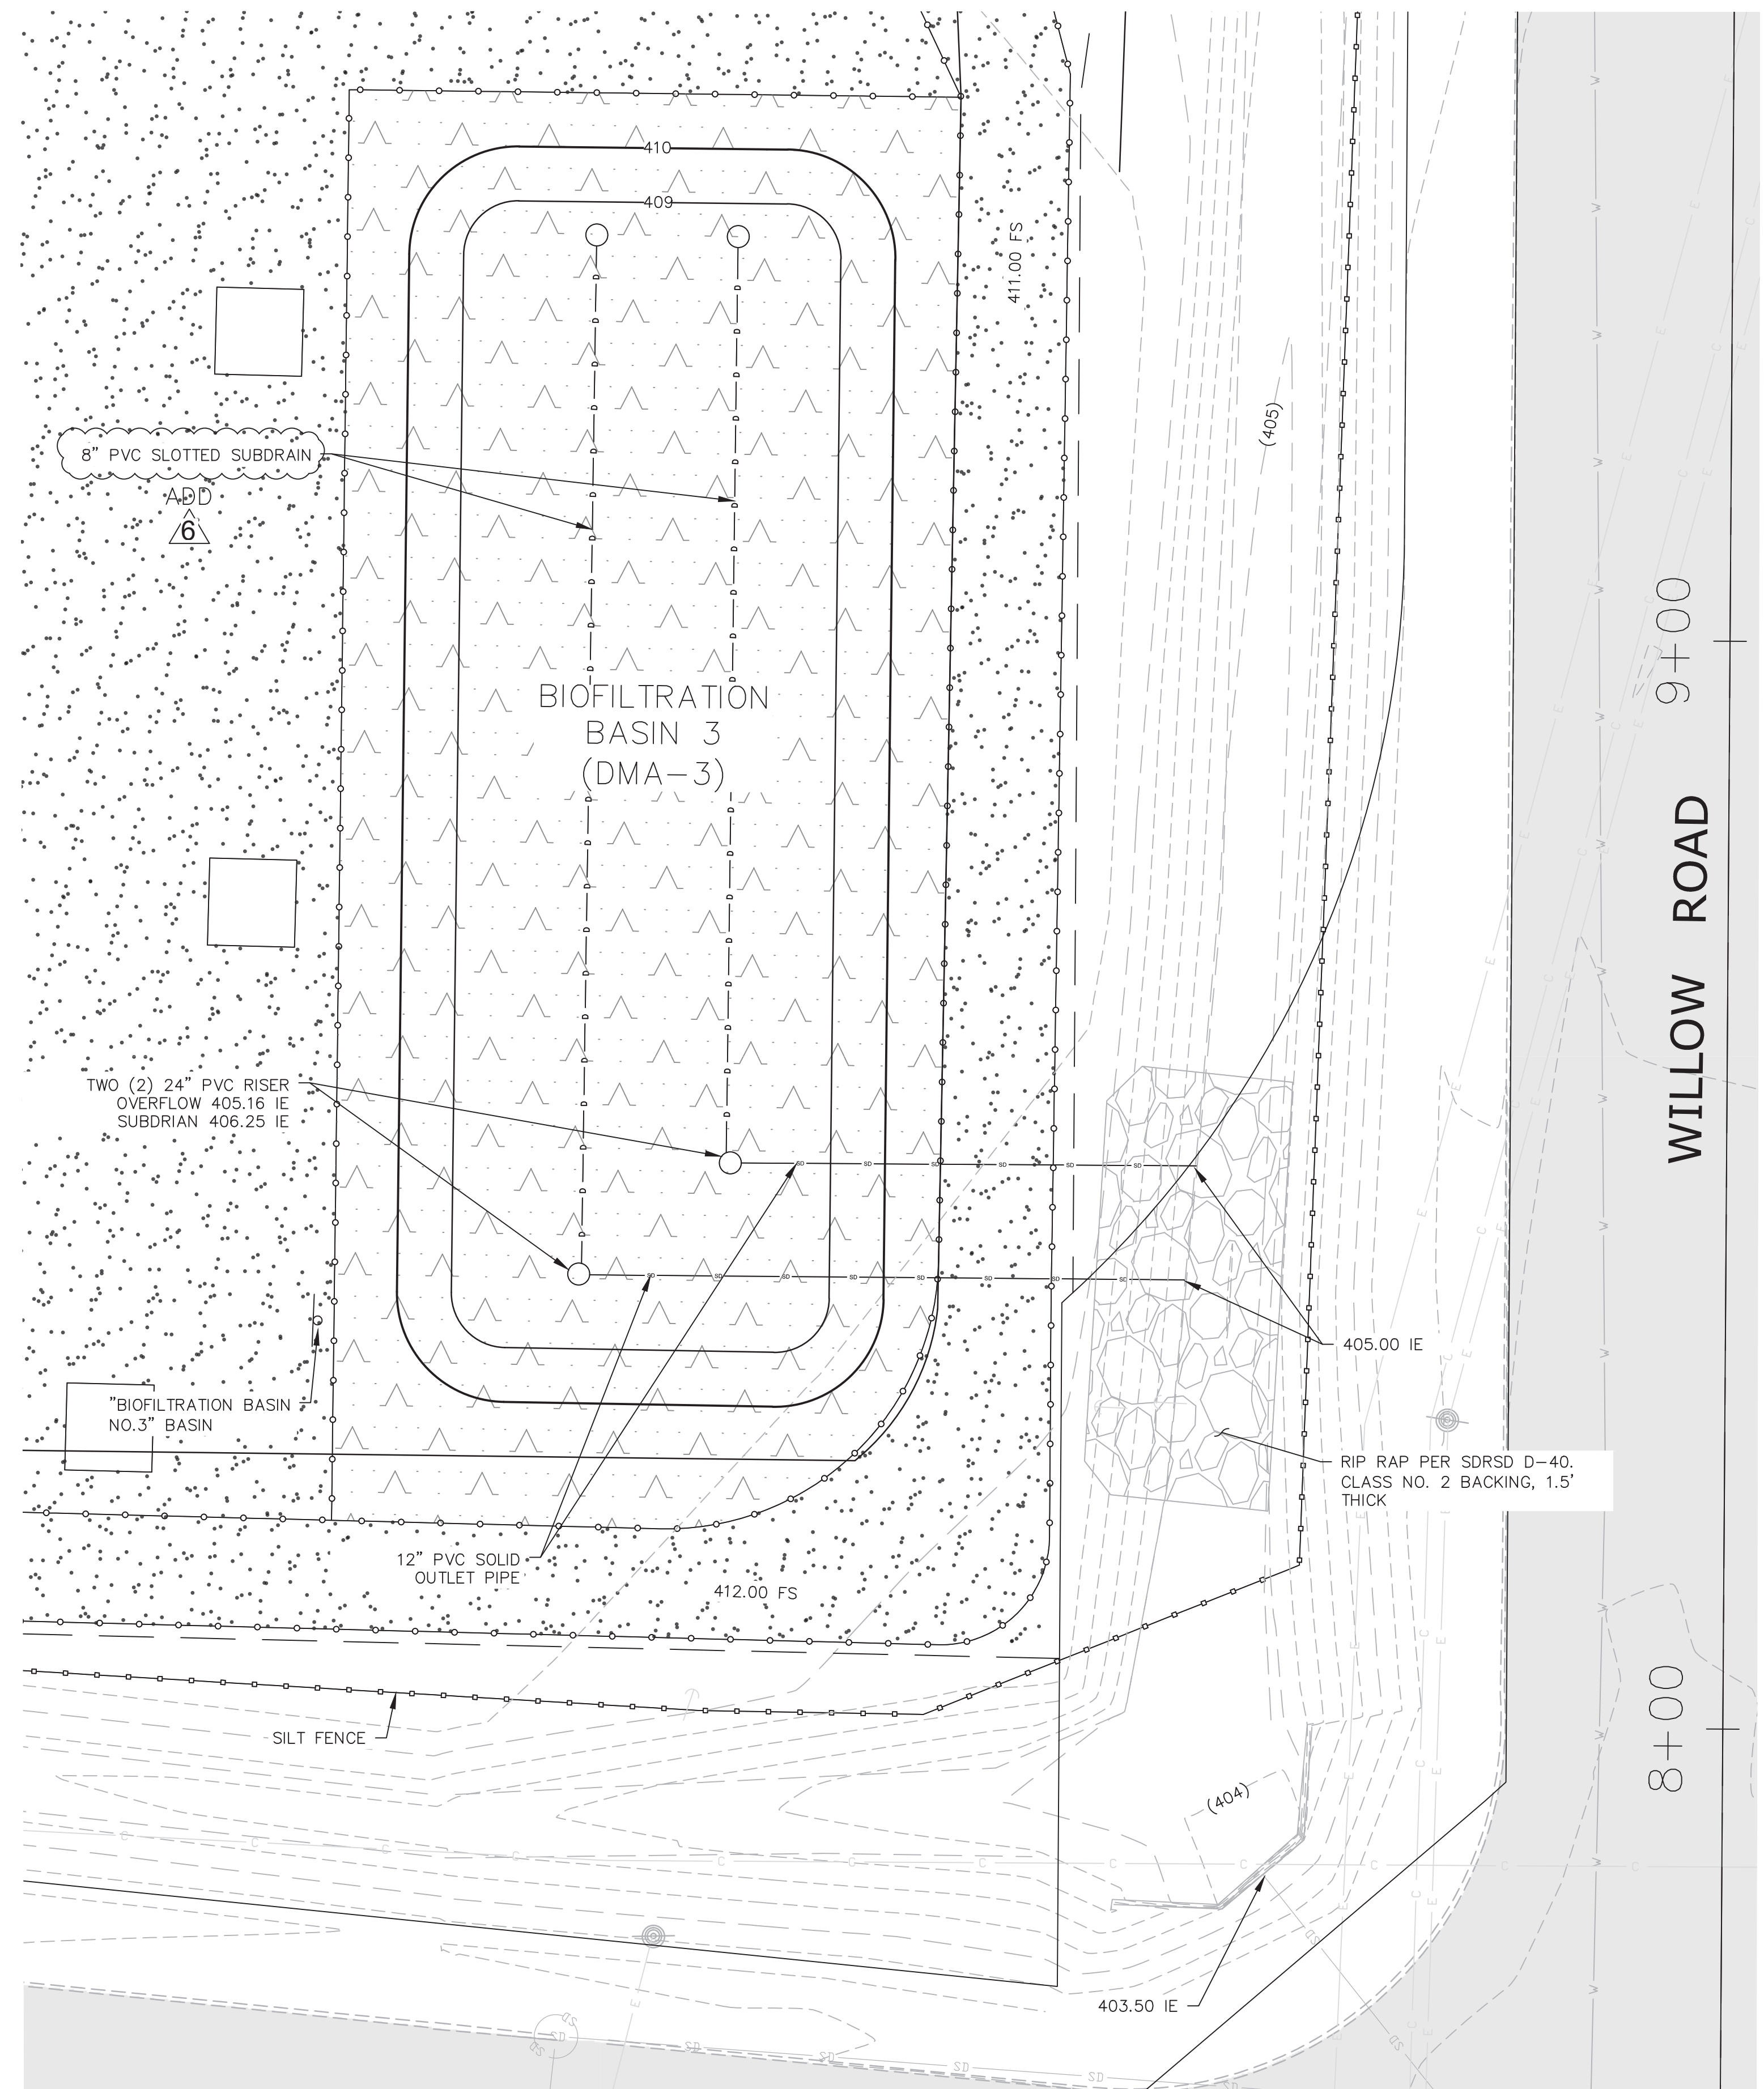 410
409
411.00 FS
(405)
8” PVC SLOTTED SUBDRAIN
ADD
6
9+00
BIOFILTRATION
BASIN 3
(DMA-3)
WILLOW ROAD
TWO (2) 24” PVC RISER
OVERFLOW 405.16 IE
SUBDRIAN 406.25 IE
405.00 IE
”BIOFILTRATION BASIN
NO.3” BASIN
RIP RAP PER SDRSD D-40.
CLASS NO. 2 BACKING, 1.5’
THICK
12” PVC SOLID
OUTLET PIPE
412.00 FS
SILT FENCE
8+00
(404)
403.50 IE